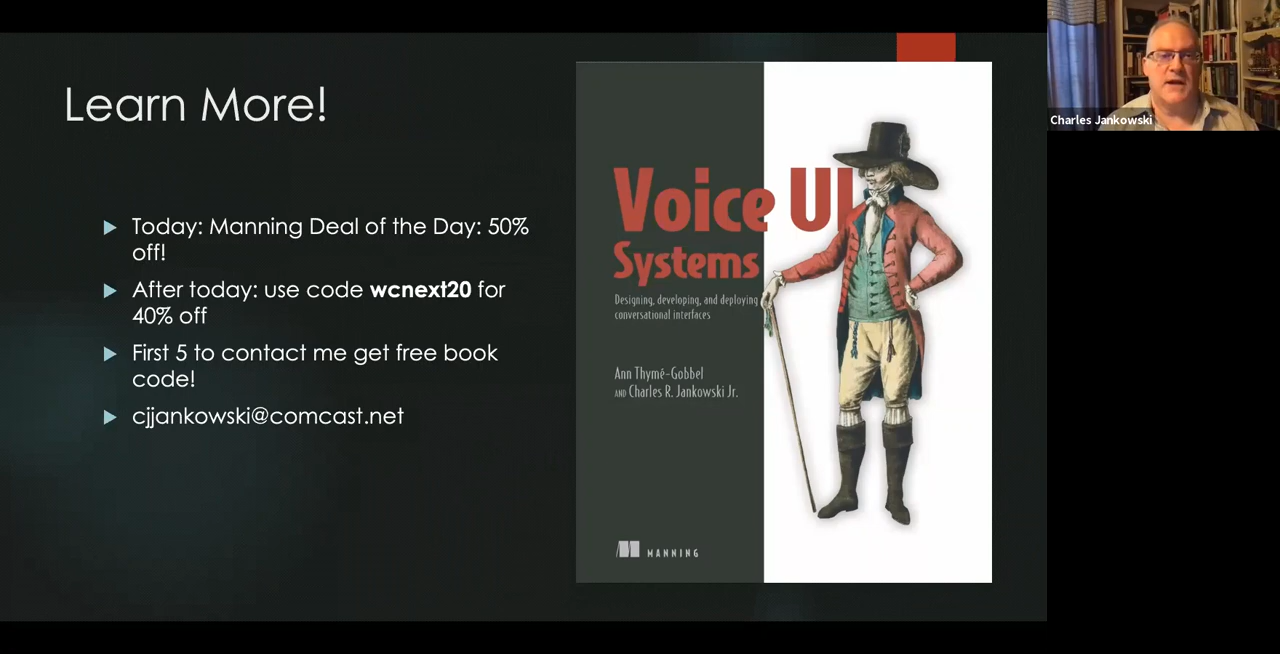 Learn More!
Today: Manning Deal of the Day: 50%
off!
After today: use code wcnext20 for
40% off
First 5 to contact me get free book
code!
cjjankowski@comcast.net
Voice UI
Systems
Designing, developing, and deploying
conversational interfaces
Ann Thymé-Gobbel
AND Charles R. Jankowski Jr.
MANNING
Charles Jankowski